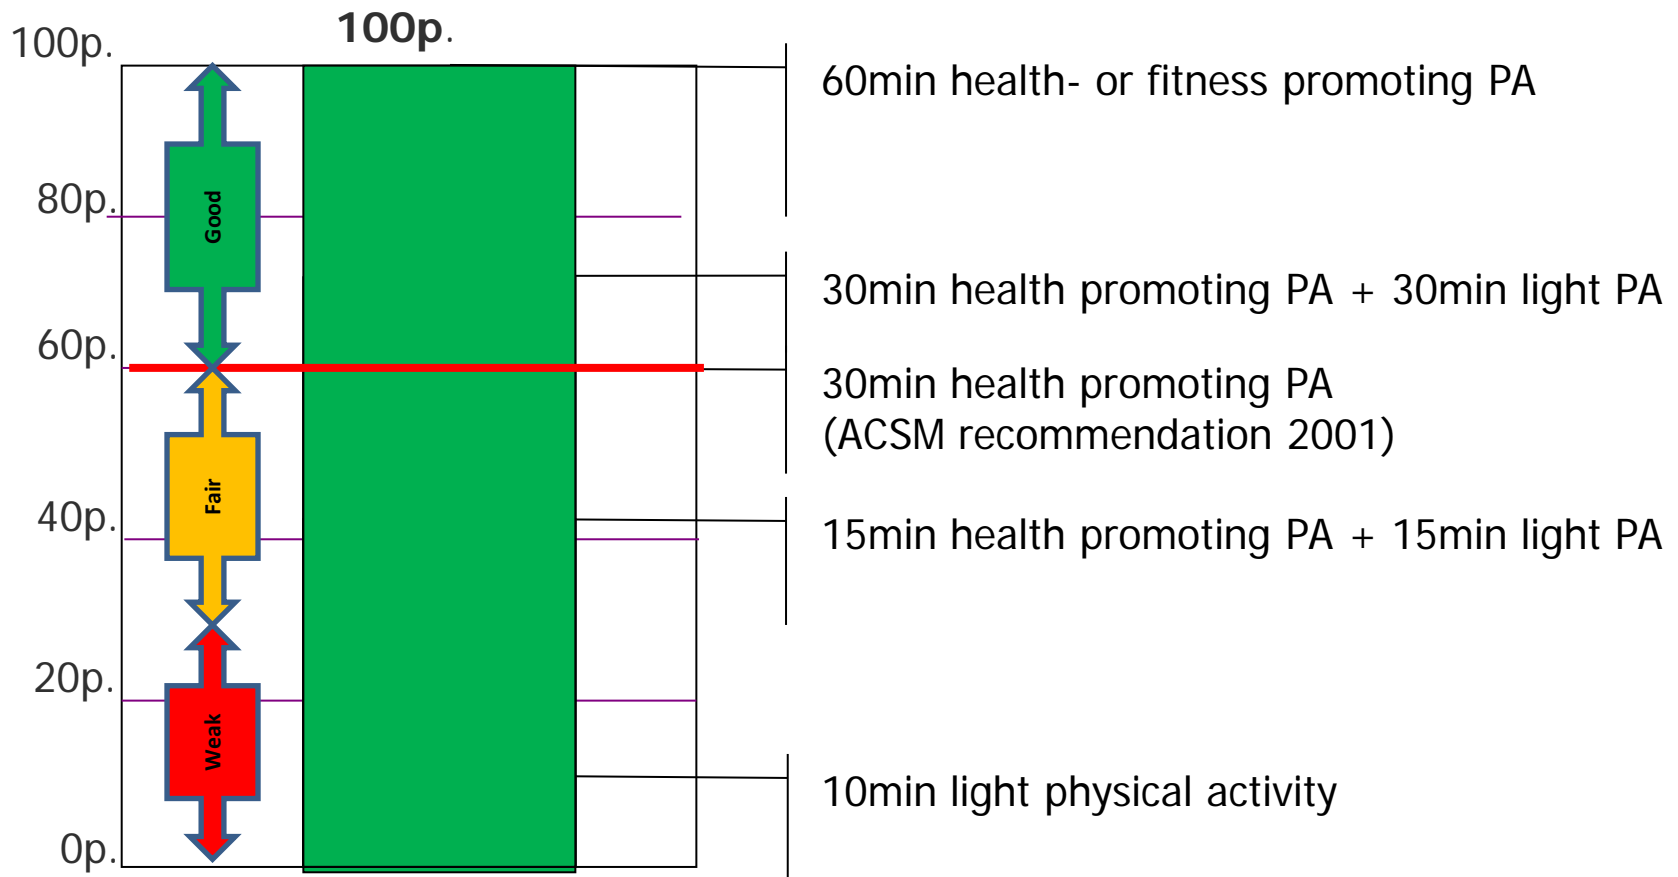 100p.
100p.
60min health- or fitness promoting PA
80p.
Good
30min health promoting PA + 30min light PA
60p.
30min health promoting PA
(ACSM recommendation 2001)
Fair
40p.
15min health promoting PA + 15min light PA
20p.
Weak
10min light physical activity
0p.